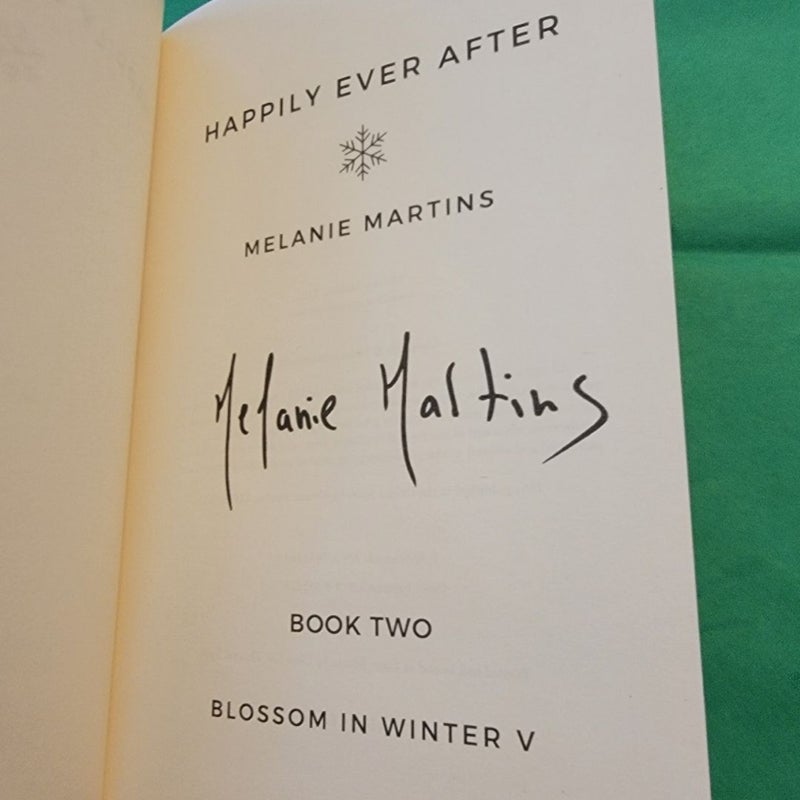 HAPPILY EVER AFTER
MELANIE MARTINS
Melanie Martins
BOOK TWO
BLOSSOM IN WINTER V